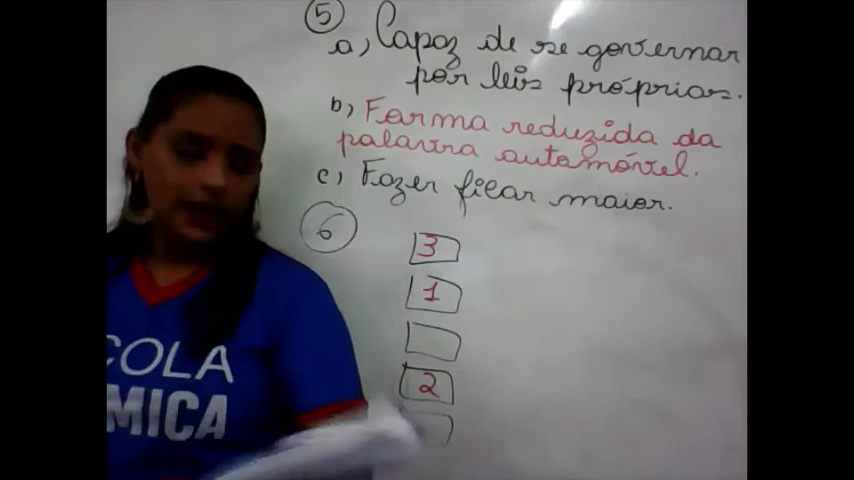 5
a) Capaz de se governar
por leis próprias.
b) Forma reduzida da
palavra automóvel.
c) Fazer ficar maior.
6
3
1
2
COLA
MICA